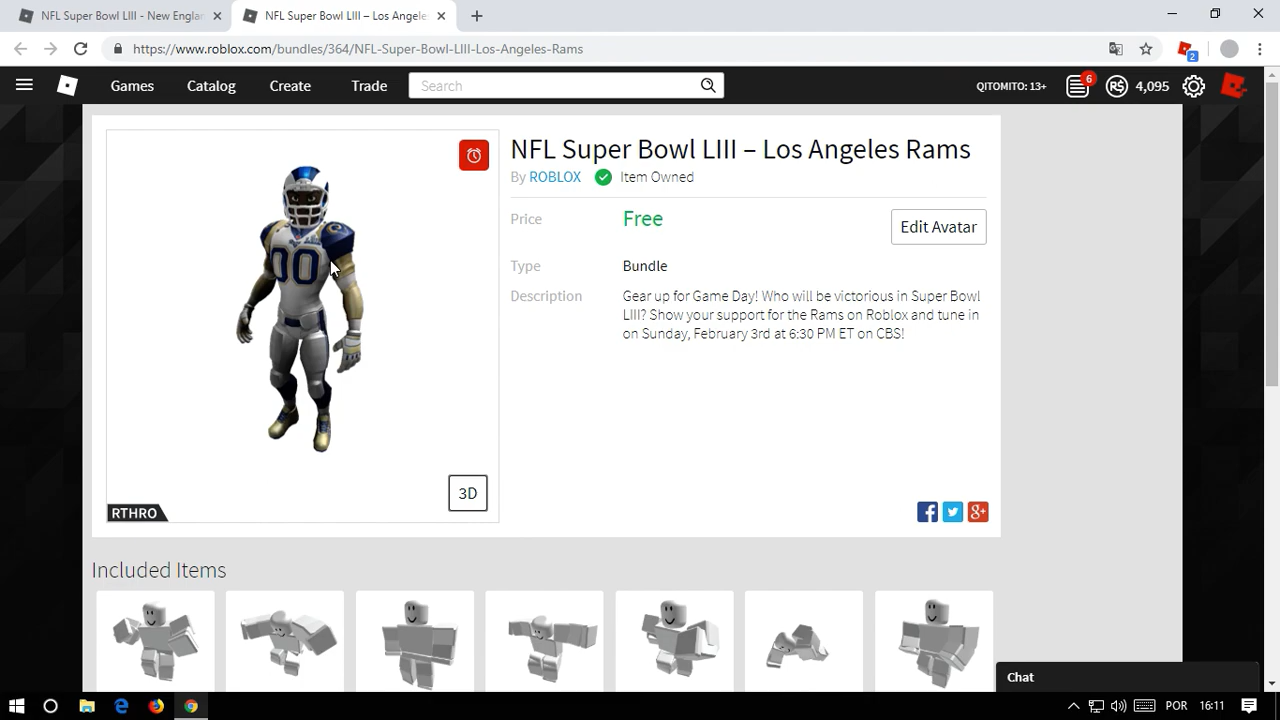 NFL Super Bowl LIII - New Englan
NFL Super Bowl LIII – Los Angeles
https://www.roblox.com/bundles/364/NFL-Super-Bowl-LIII-Los-Angeles-Rams
2
Games
Catalog
Create
Trade
Search
QITOMITO: 13+
6
R$
4,095
NFL Super Bowl LIII – Los Angeles Rams
By ROBLOX
Item Owned
Price
Free
Edit Avatar
Type
Bundle
Description
Gear up for Game Day! Who will be victorious in Super Bowl
LIII? Show your support for the Rams on Roblox and tune in
on Sunday, February 3rd at 6:30 PM ET on CBS!
00
3D
RTHRO
Included Items
Chat
POR
16:11